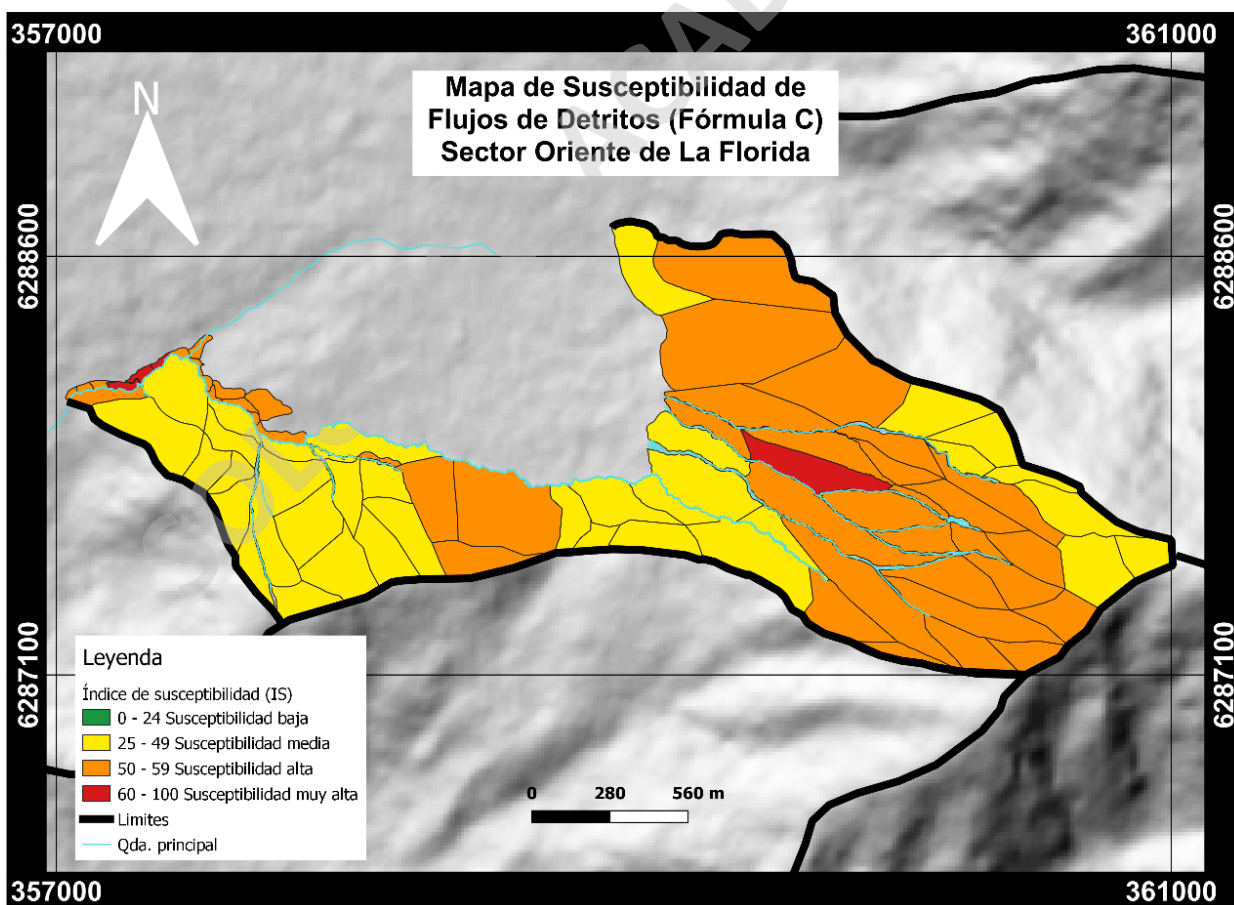 357000
361000
Mapa de Susceptibilidad de
Flujos de Detritos (Fórmula C)
Sector Oriente de La Florida
N
6288600
6288600
6287100
6287100
Leyenda
Índice de susceptibilidad (IS)
0 - 24 Susceptibilidad baja
25 - 49 Susceptibilidad media
50 - 59 Susceptibilidad alta
60 - 100 Susceptibilidad muy alta
Limites
Qda. principal
0 280 560 m
357000
361000